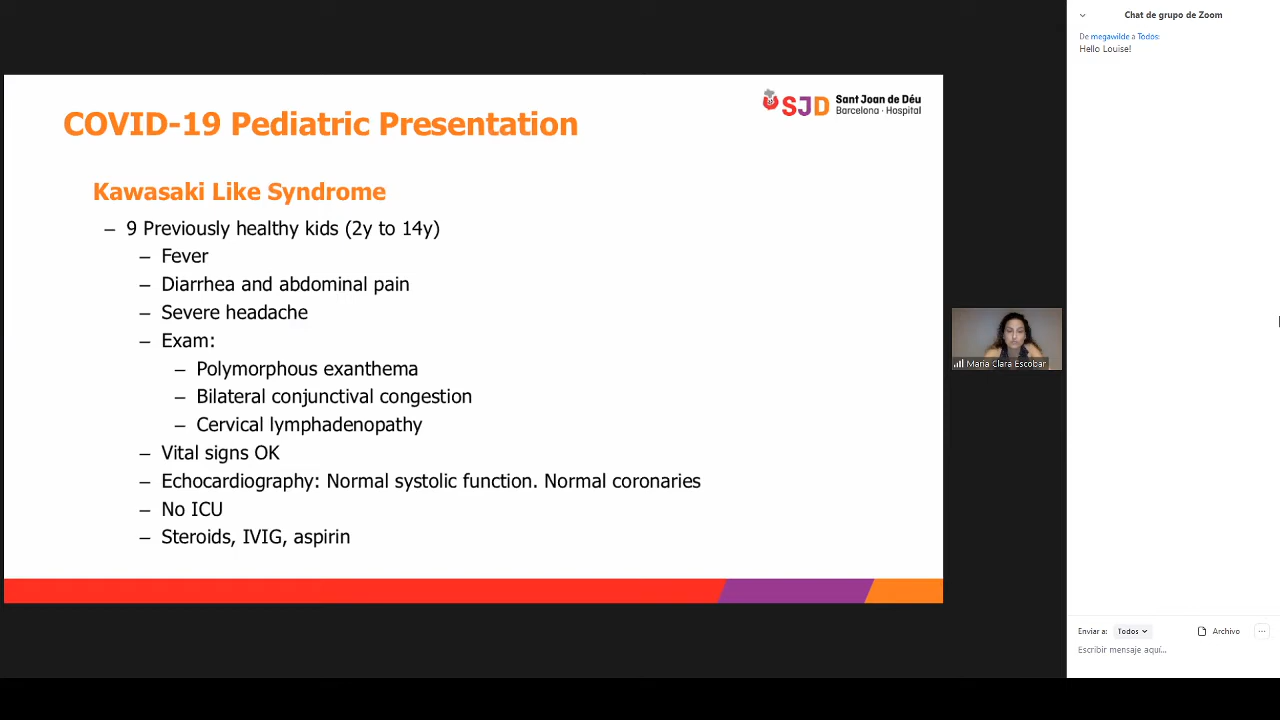 Chat de grupo de Zoom
De megawilde a Todos:
Hello Louise!
SJD Sant Joan de Déu
Barcelona · Hospital
COVID-19 Pediatric Presentation
Kawasaki Like Syndrome
– 9 Previously healthy kids (2y to 14y)
– Fever
– Diarrhea and abdominal pain
– Severe headache
– Exam:
– Polymorphous exanthema
– Bilateral conjunctival congestion
– Cervical lymphadenopathy
– Vital signs OK
– Echocardiography: Normal systolic function. Normal coronaries
– No ICU
– Steroids, IVIG, aspirin
Maria Clara Escobar
Enviar a: Todos
Archivo
Escribir mensaje aquí...